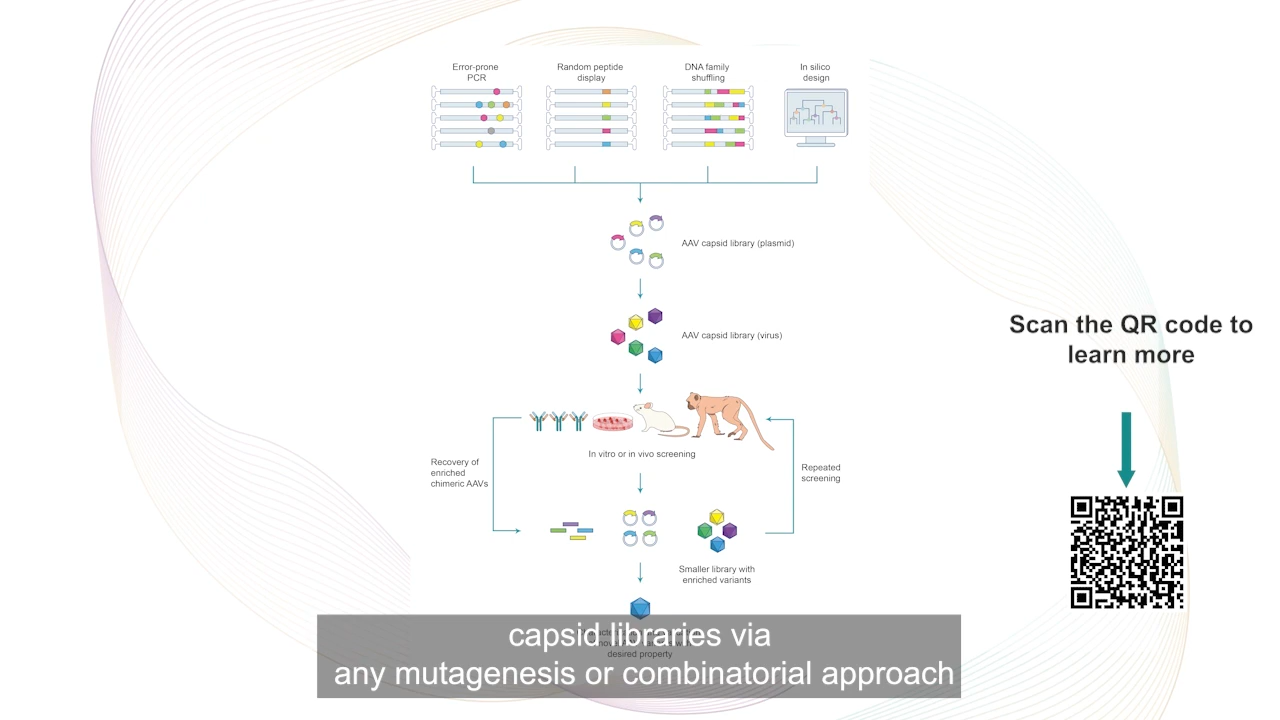 Error-prone
PCR
Random peptide
display
DNA family
shuffling
In silico
design
AAV capsid library (plasmid)
AAV capsid library (virus)
In vitro or in vivo screening
Recovery of
enriched
chimeric AAVs
Repeated
screening
Smaller library with
enriched variants
desired property
Scan the QR code to
learn more
capsid libraries via
any mutagenesis or combinatorial approach